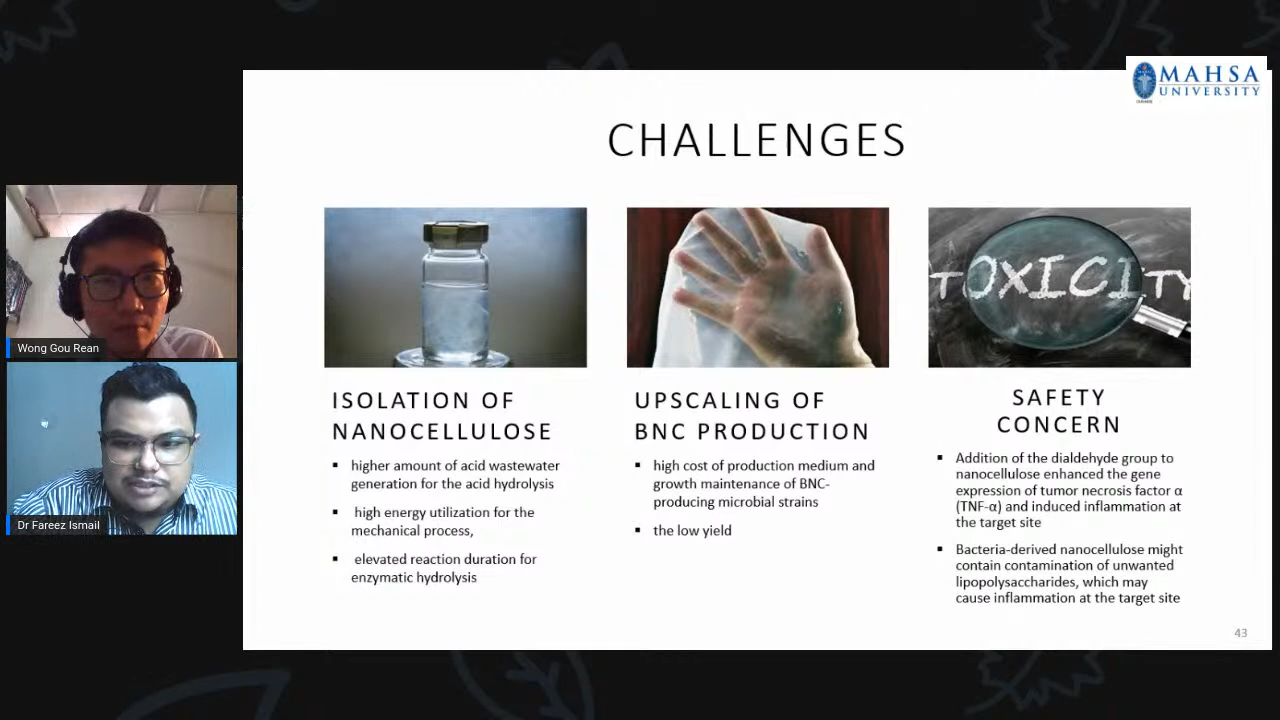 MAHSA
UNIVERSITY
CHALLENGES
TOXICITY
ISOLATION OF
NANOCELLULOSE
▪ higher amount of acid wastewater
generation for the acid hydrolysis
▪ high energy utilization for the
mechanical process,
▪ elevated reaction duration for
enzymatic hydrolysis
UPSCALING OF
BNC PRODUCTION
▪ high cost of production medium and
growth maintenance of BNC-
producing microbial strains
▪ the low yield
SAFETY
CONCERN
▪ Addition of the dialdehyde group to
nanocellulose enhanced the gene
expression of tumor necrosis factor α
(TNF-α) and induced inflammation at
the target site
▪ Bacteria-derived nanocellulose might
contain contamination of unwanted
lipopolysaccharides, which may
cause inflammation at the target site
43
Wong Gou Rean
Dr Fareez Ismail